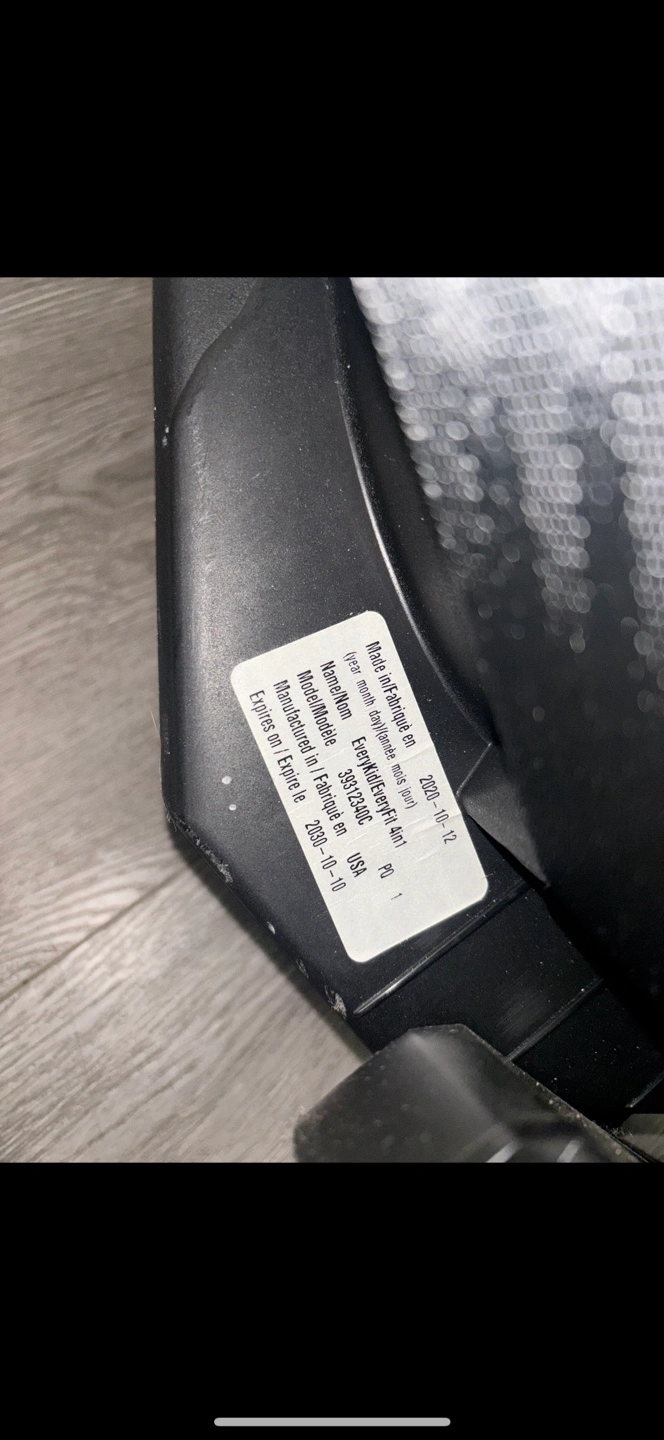 Made in/Fabriqué en 2020-10-12
(year month day)(année mois jour)
Name/Nom EveryKid/EveryFit 4in1 PO 1
Model/Modèle 39312340C
Manufactured in / Fabriqué en USA
Expires on / Expire le 2030-10-10